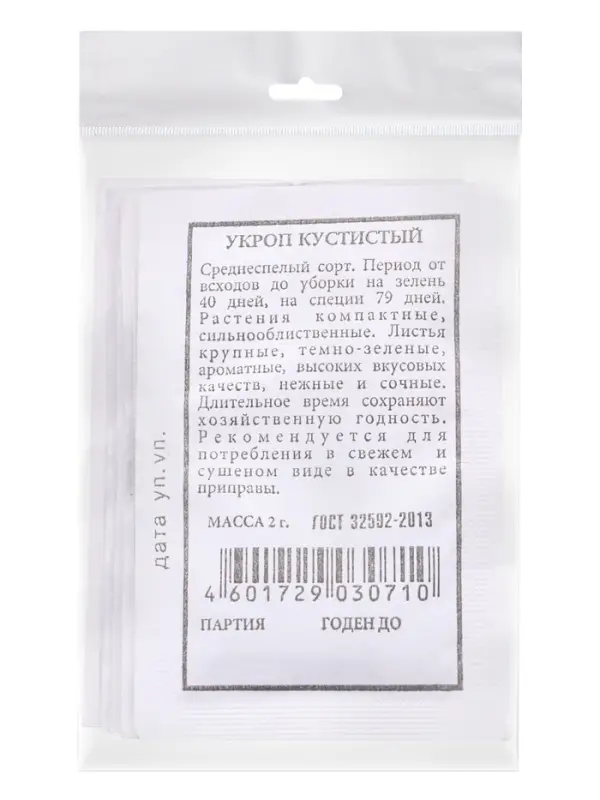 УКРОП КУСТИСТЫЙ
Среднеспелый сорт. Период от
всходов до уборки на зелень
40 дней, на специи 79 дней.
Растения компактные,
сильнооблиственные. Листья
крупные, темно-зеленые,
ароматные, высоких вкусовых
качеств, нежные и сочные.
Длительное время сохраняют
хозяйственную годность.
Рекомендуется для
потребления в свежем и
сушеном виде в качестве
приправы.
МАССА 2 г. ГОСТ 32592-2013
4 601729 030710
ПАРТИЯ ГОДЕН ДО
дата уп.уп.